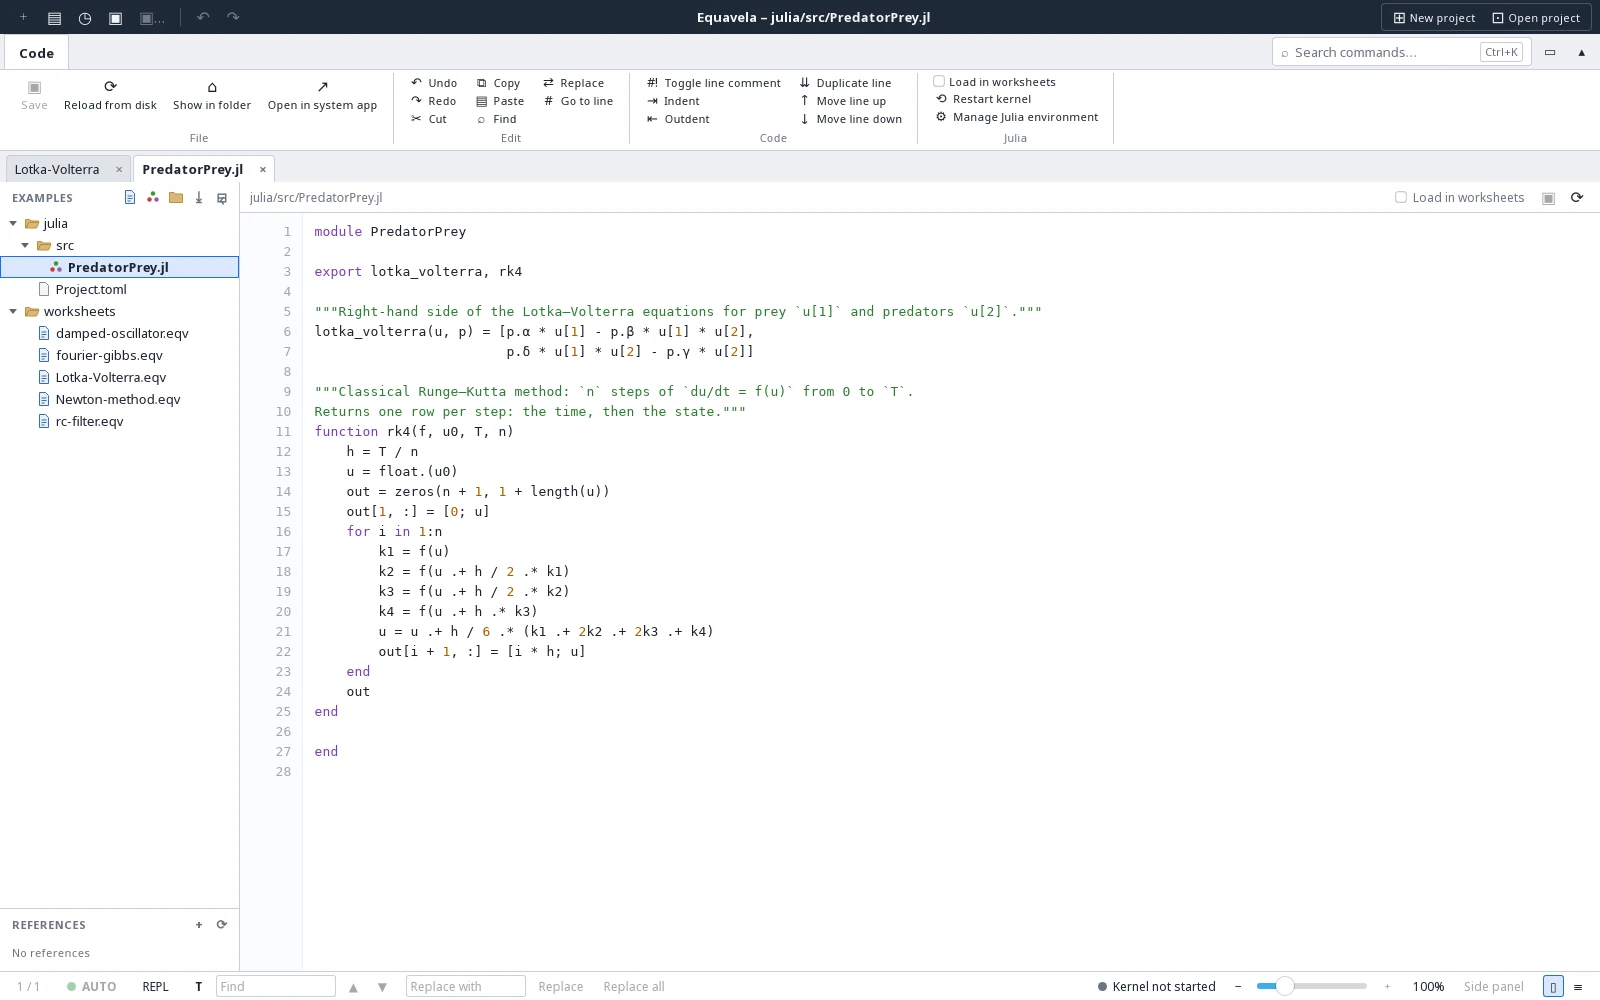 Equavela – julia/src/PredatorPrey.jl
New project
Open project
Code
Search commands... Ctrl+K
Save
Reload from disk
Show in folder
Open in system app
File
Undo
Redo
Cut
Copy
Paste
Find
Replace
Go to line
Edit
Toggle line comment
Indent
Outdent
Duplicate line
Move line up
Move line down
Code
Load in worksheets
Restart kernel
Manage Julia environment
Julia
Lotka-Volterra ×
PredatorPrey.jl ×
EXAMPLES
julia
src
PredatorPrey.jl
Project.toml
worksheets
damped-oscillator.eqv
fourier-gibbs.eqv
Lotka-Volterra.eqv
Newton-method.eqv
rc-filter.eqv
REFERENCES
No references
julia/src/PredatorPrey.jl
Load in worksheets
1 module PredatorPrey
2
3 export lotka_volterra, rk4
4
5 """Right-hand side of the Lotka–Volterra equations for prey `u[1]` and predators `u[2]`."""
6 lotka_volterra(u, p) = [p.α * u[1] - p.β * u[1] * u[2],
7                         p.δ * u[1] * u[2] - p.γ * u[2]]
8
9 """Classical Runge–Kutta method: `n` steps of `du/dt = f(u)` from 0 to `T`.
10 Returns one row per step: the time, then the state."""
11 function rk4(f, u0, T, n)
12     h = T / n
13     u = float.(u0)
14     out = zeros(n + 1, 1 + length(u))
15     out[1, :] = [0; u]
16     for i in 1:n
17         k1 = f(u)
18         k2 = f(u .+ h / 2 .* k1)
19         k3 = f(u .+ h / 2 .* k2)
20         k4 = f(u .+ h .* k3)
21         u = u .+ h / 6 .* (k1 .+ 2k2 .+ 2k3 .+ k4)
22         out[i + 1, :] = [i * h; u]
23     end
24     out
25 end
26
27 end
28
1 / 1
AUTO
REPL
T
Find
Replace with
Replace
Replace all
Kernel not started
− + 100%
Side panel